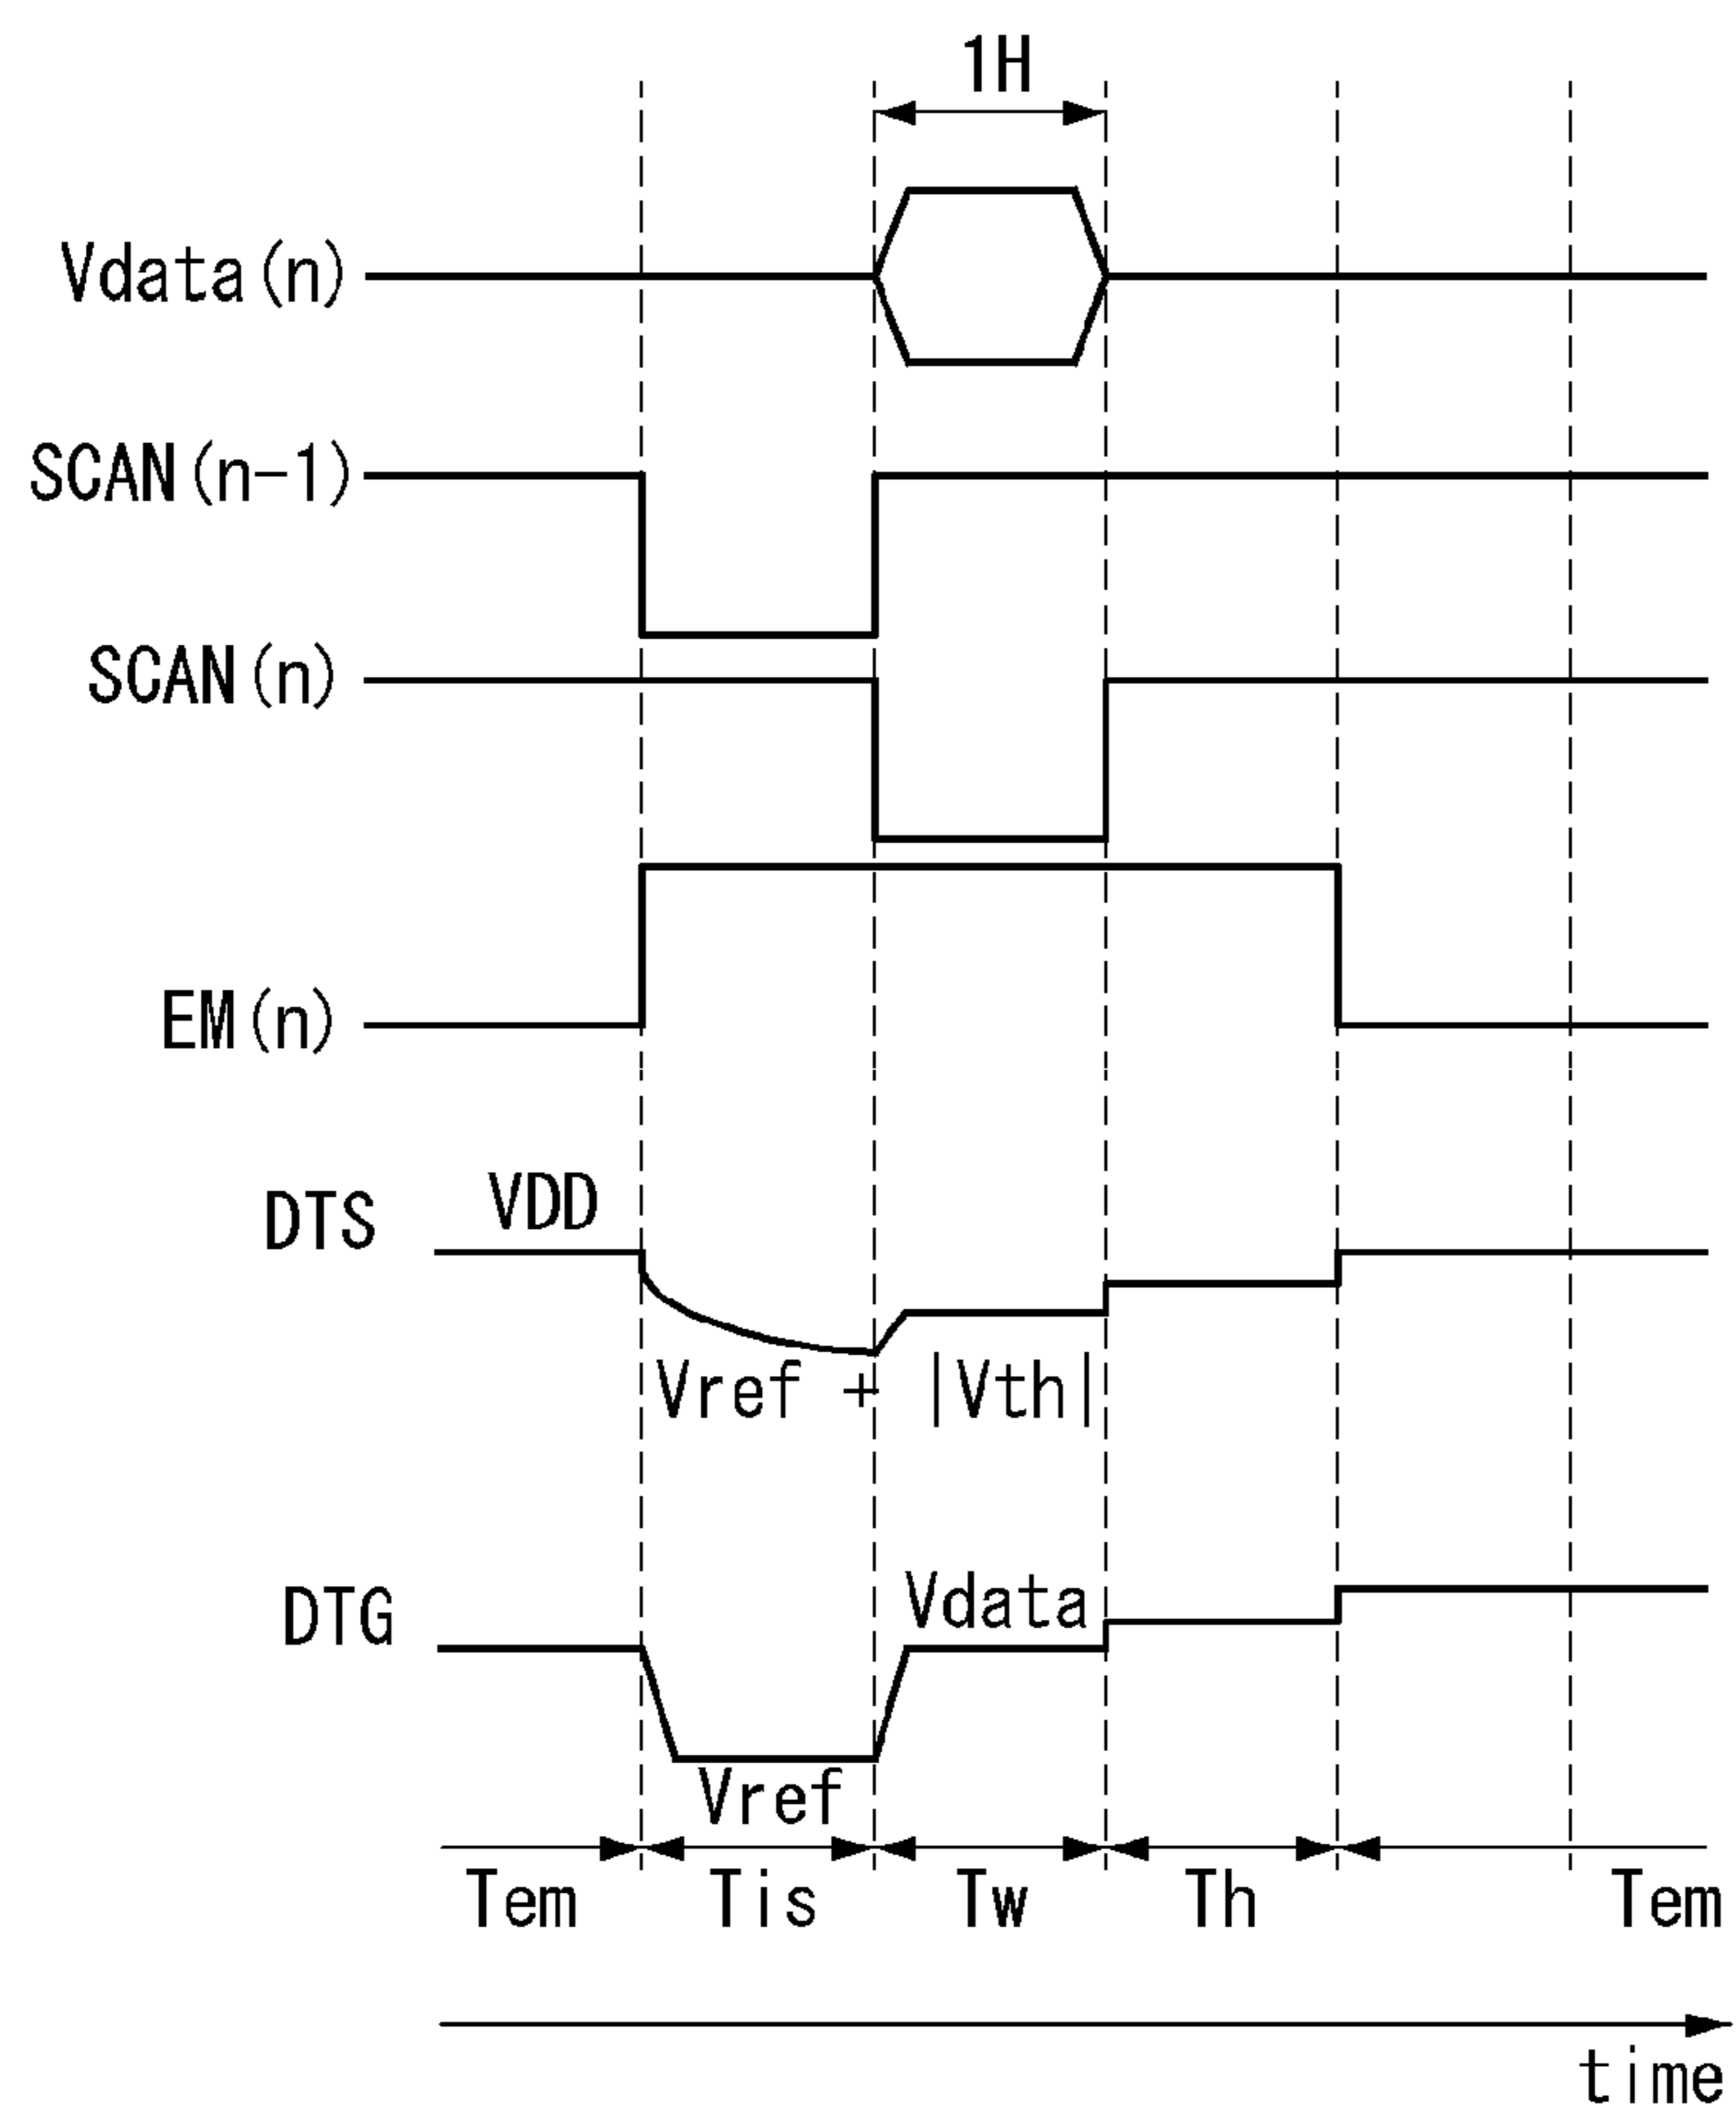 1H
Vdata(n)
SCAN(n-1)
SCAN(n)
EM(n)
DTS VDD
Vref + |Vth|
DTG Vdata
Vref
Tem Tis Tw Th Tem
time